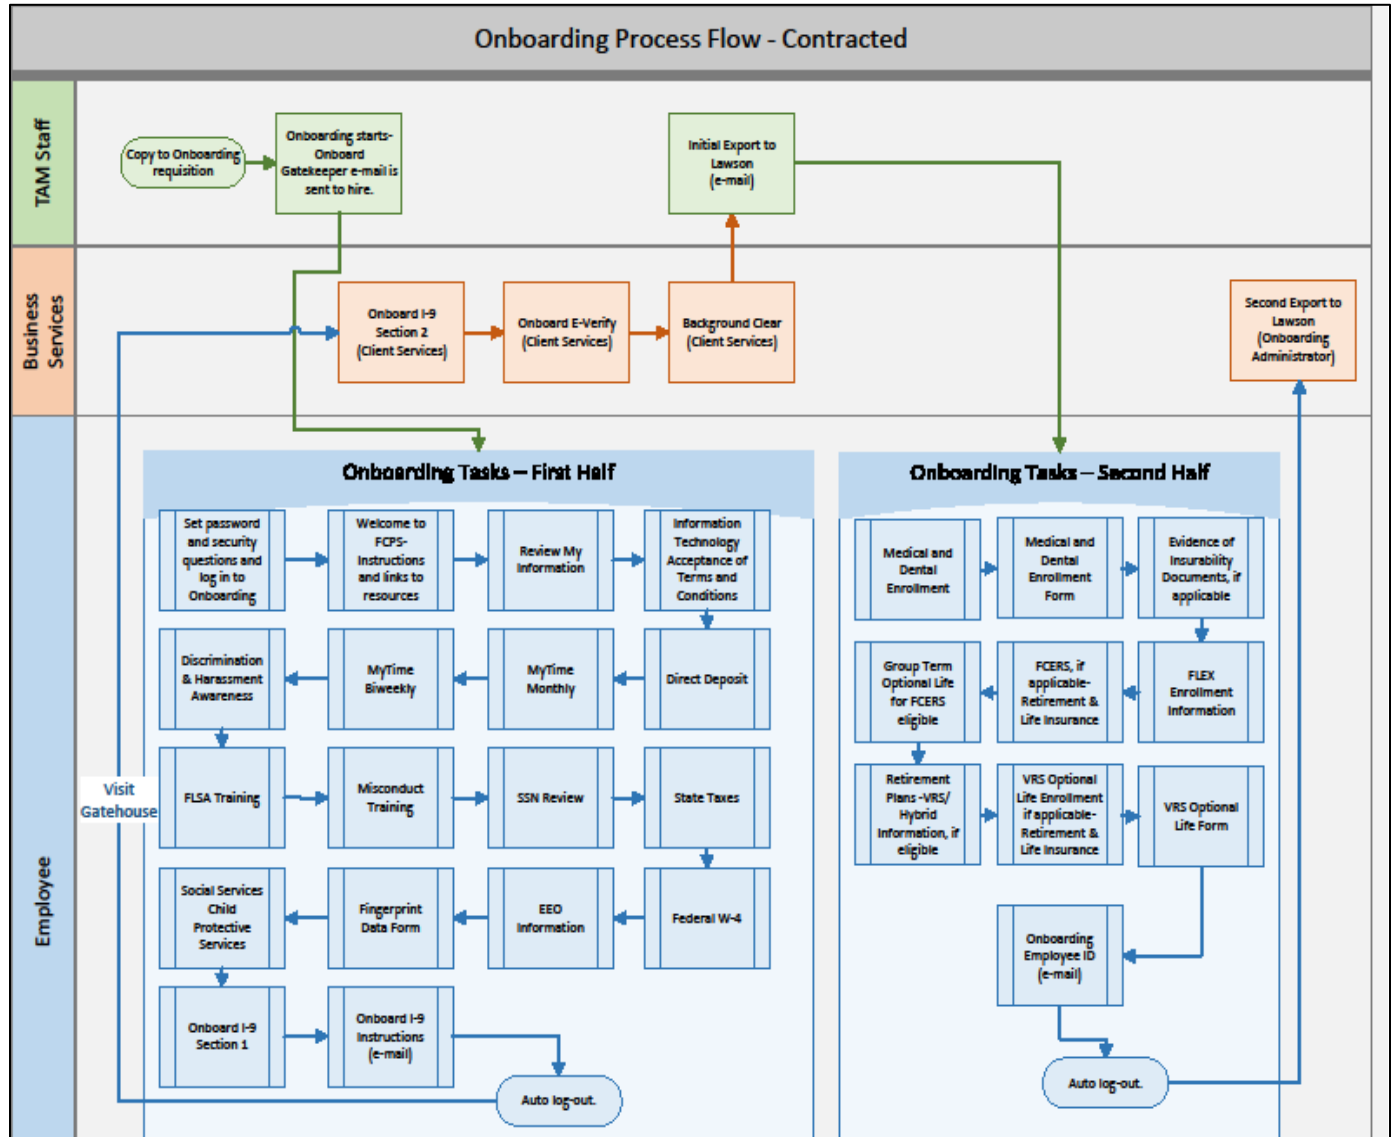 Onboarding Process Flow - Contracted
TAM Staff
Copy to Onboarding
requisition
Onboarding starts-
Onboard
Gatekeeper e-mail is
sent to hire.
Initial Export to
Lawson
(e-mail)
Business
Services
Onboard I-9
Section 2
(Client Services)
Onboard E-Verify
(Client Services)
Background Clear
(Client Services)
Second Export to
Lawson
(Onboarding
Administrator)
Employee
Visit
Gatehouse
Onboarding Tasks – First Half
Set password
and security
questions and
log in to
Onboarding
Welcome to
FCPS-
Instructions
and links to
resources
Review My
Information
Information
Technology
Acceptance of
Terms and
Conditions
Discrimination
& Harassment
Awareness
MyTime
Biweekly
MyTime
Monthly
Direct Deposit
FLSA Training
Misconduct
Training
SSN Review
State Taxes
Social Services
Child
Protective
Services
Fingerprint
Data Form
EEO
Information
Federal W-4
Onboard I-9
Section 1
Onboard I-9
Instructions
(e-mail)
Auto log-out.
Onboarding Tasks – Second Half
Medical and
Dental
Enrollment
Medical and
Dental
Enrollment
Form
Evidence of
Insurability
Documents, if
applicable
Group Term
Optional Life
for FCERS
eligible
FCERS, if
applicable-
Retirement &
Life Insurance
FLEX
Enrollment
Information
Retirement
Plans -VRS/
Hybrid
Information, if
eligible
VRS Optional
Life Enrollment
if applicable-
Retirement &
Life Insurance
VRS Optional
Life Form
Onboarding
Employee ID
(e-mail)
Auto log-out.